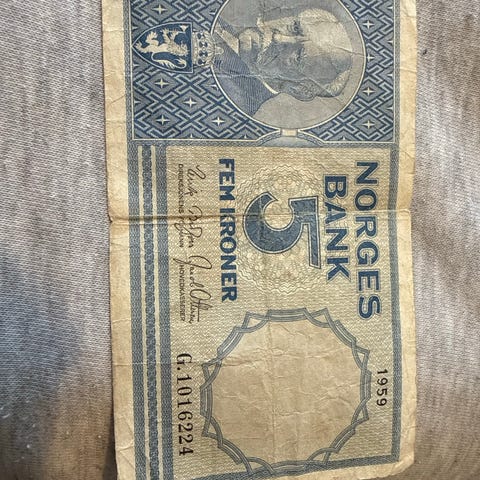 NORGES
BANK
1959
5
FEM KRONER
G.1016224